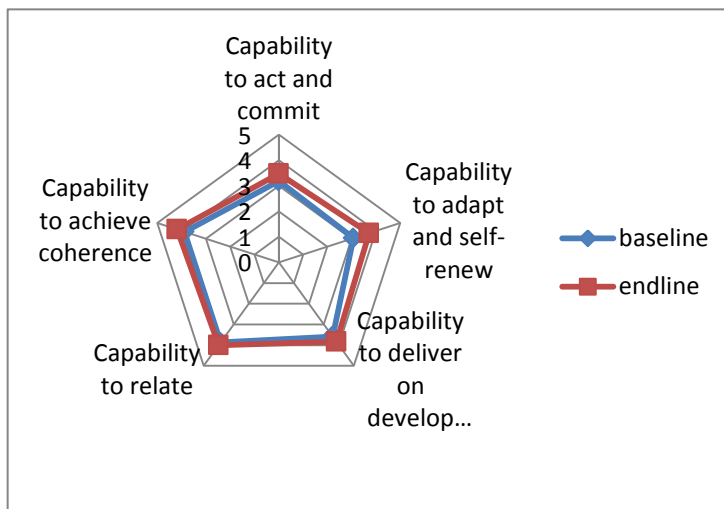 Capability
to act and
commit
5
4
3
2
1
0
Capability
to adapt
and self-
renew
Capability
to deliver
on
develop...
Capability
to relate
Capability
to achieve
coherence
baseline
endline